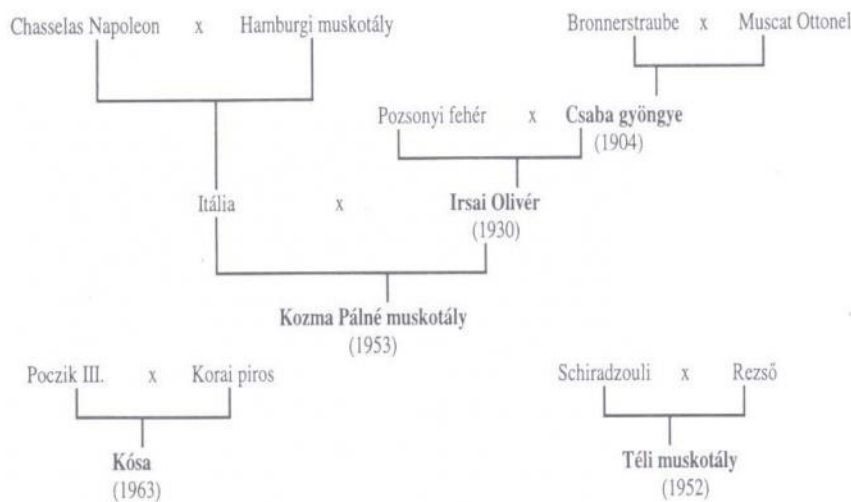 Chasselas Napoleon x Hamburgi muskotály
Bronnerstraube x Muscat Ottonel
Pozsonyi fehér x Csaba gyöngye
(1904)
Itália x Irsai Olivér
(1930)
Kozma Pálné muskotály
(1953)
Poczik III. x Korai piros
Schiradzouli x Rezső
Kósa
(1963)
Téli muskotály
(1952)